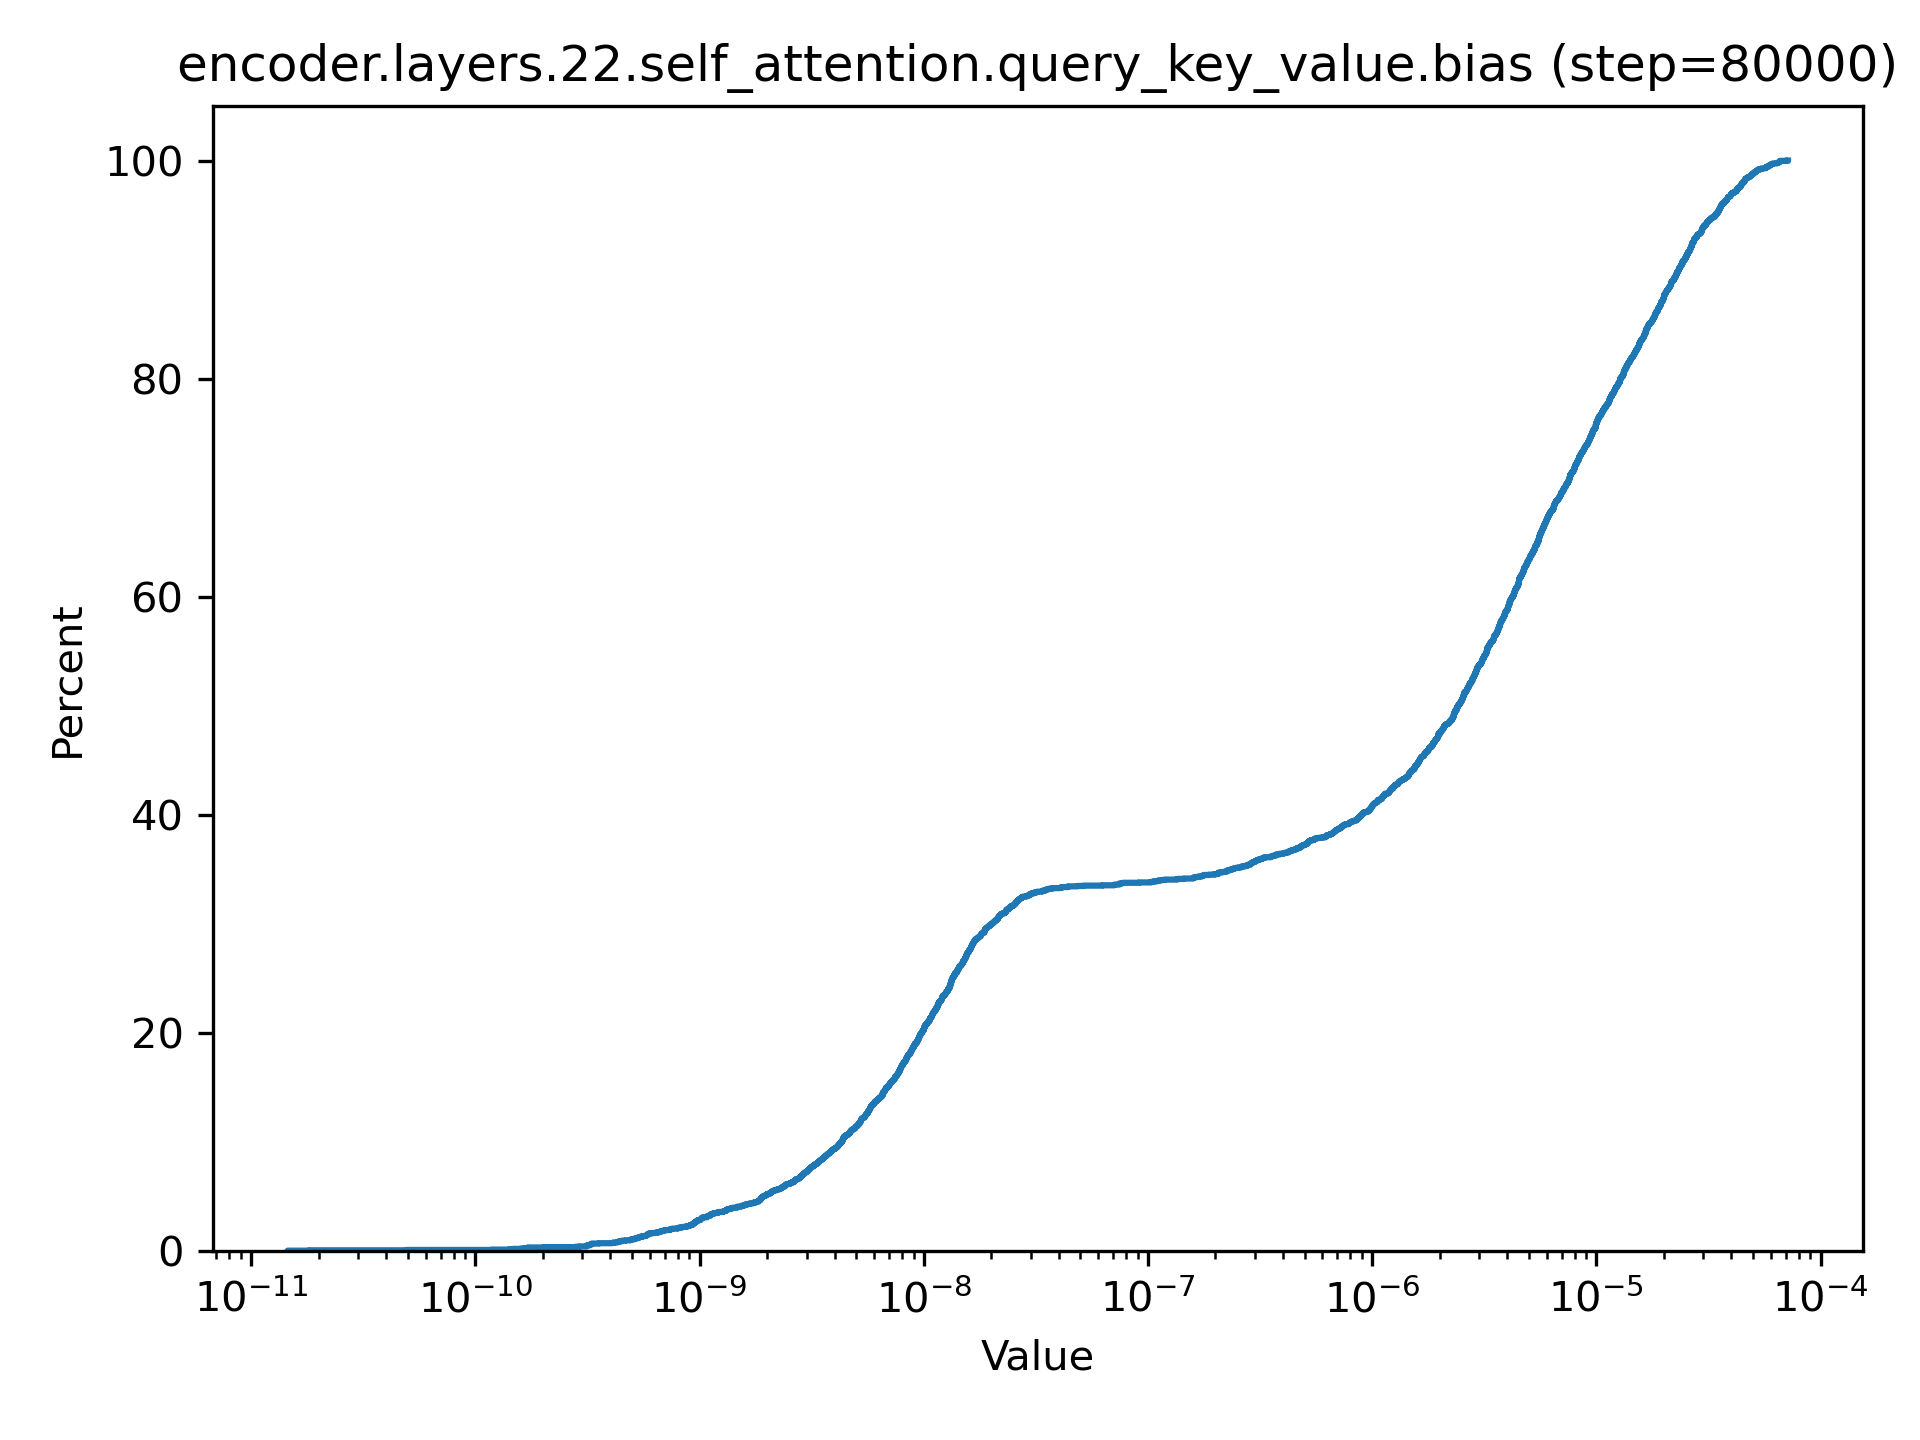 encoder.layers.22.self_attention.query_key_value.bias (step=80000)
100
80
60
40
20
0
Percent
10⁻¹¹ 10⁻¹⁰ 10⁻⁹ 10⁻⁸ 10⁻⁷ 10⁻⁶ 10⁻⁵ 10⁻⁴
Value